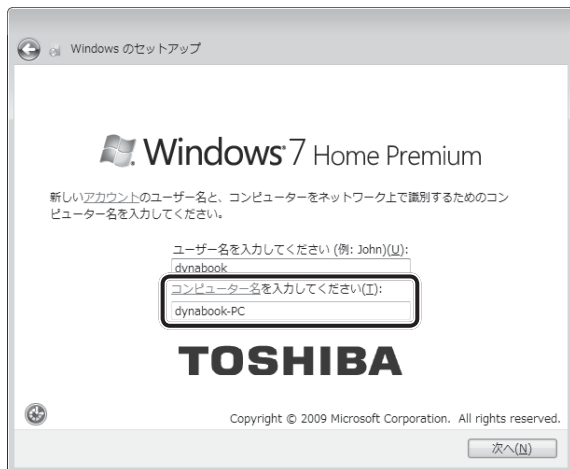 Windows のセットアップ
Windows 7 Home Premium
新しいアカウントのユーザー名と、コンピューターをネットワーク上で識別するためのコン
ピューター名を入力してください。
ユーザー名を入力してください (例: John)(U):
dynabook
コンピューター名を入力してください(T):
dynabook-PC
TOSHIBA
Copyright © 2009 Microsoft Corporation. All rights reserved.
次へ(N)